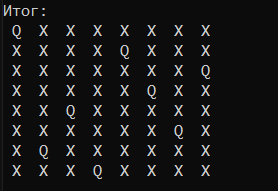 Итог:
Q X X X X X X X
X X X X Q X X X
X X X X X X X Q
X X X X X Q X X
X X Q X X X X X
X X X X X X Q X
X Q X X X X X X
X X X Q X X X X